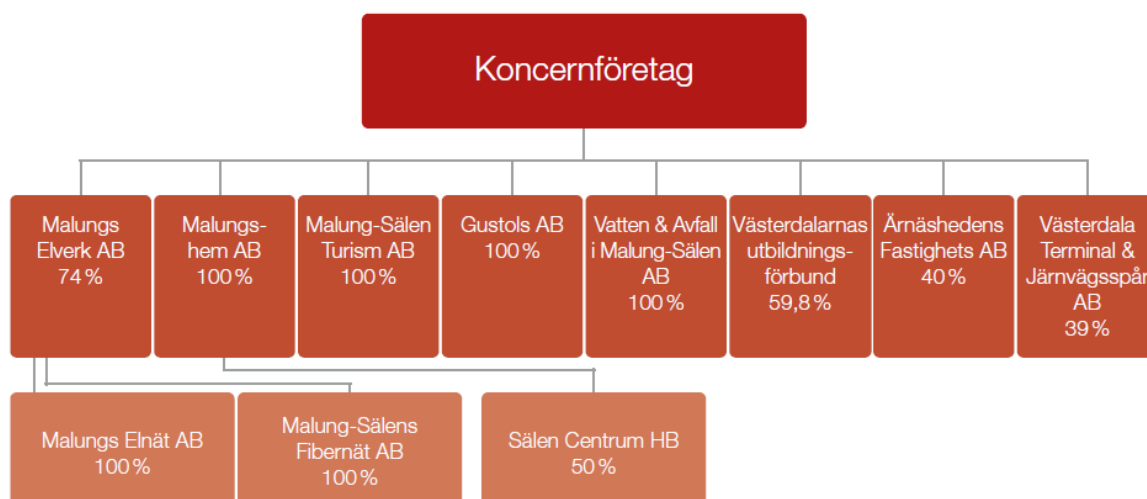 Koncernföretag
Malungs
Elverk AB
74 %
Malungs-
hem AB
100 %
Malung-Sälen
Turism AB
100 %
Gustols AB
100 %
Vatten & Avfall
i Malung-Sälen
AB
100 %
Västerdalarnas
utbildnings-
förbund
59,8 %
Ärnäshedens
Fastighets AB
40 %
Västerdala
Terminal &
Järnvägsspår
AB
39 %
Malungs Elnät AB
100 %
Malung-Sälens
Fibernät AB
100 %
Sälen Centrum HB
50 %